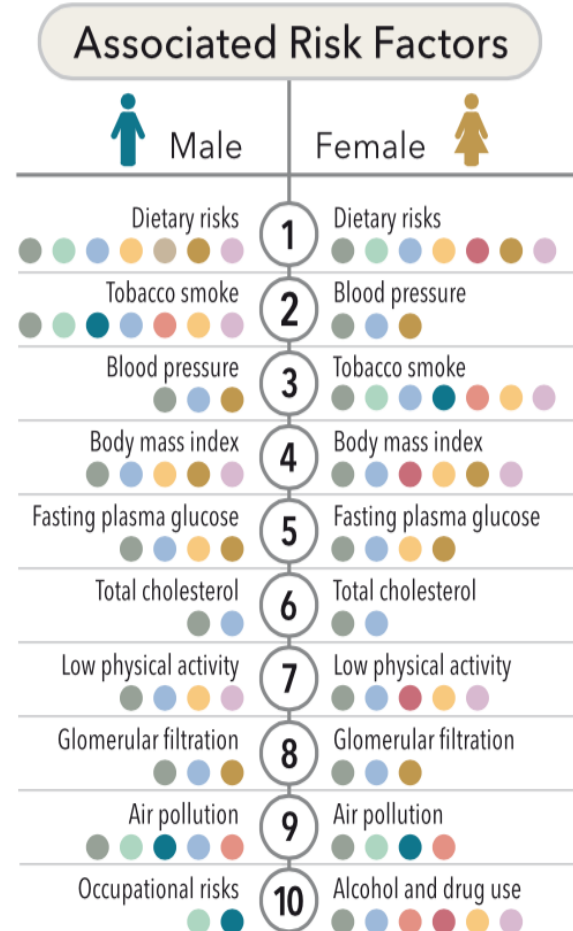 Associated Risk Factors
Male Female
Dietary risks 1 Dietary risks
Tobacco smoke 2 Blood pressure
Blood pressure 3 Tobacco smoke
Body mass index 4 Body mass index
Fasting plasma glucose 5 Fasting plasma glucose
Total cholesterol 6 Total cholesterol
Low physical activity 7 Low physical activity
Glomerular filtration 8 Glomerular filtration
Air pollution 9 Air pollution
Occupational risks 10 Alcohol and drug use